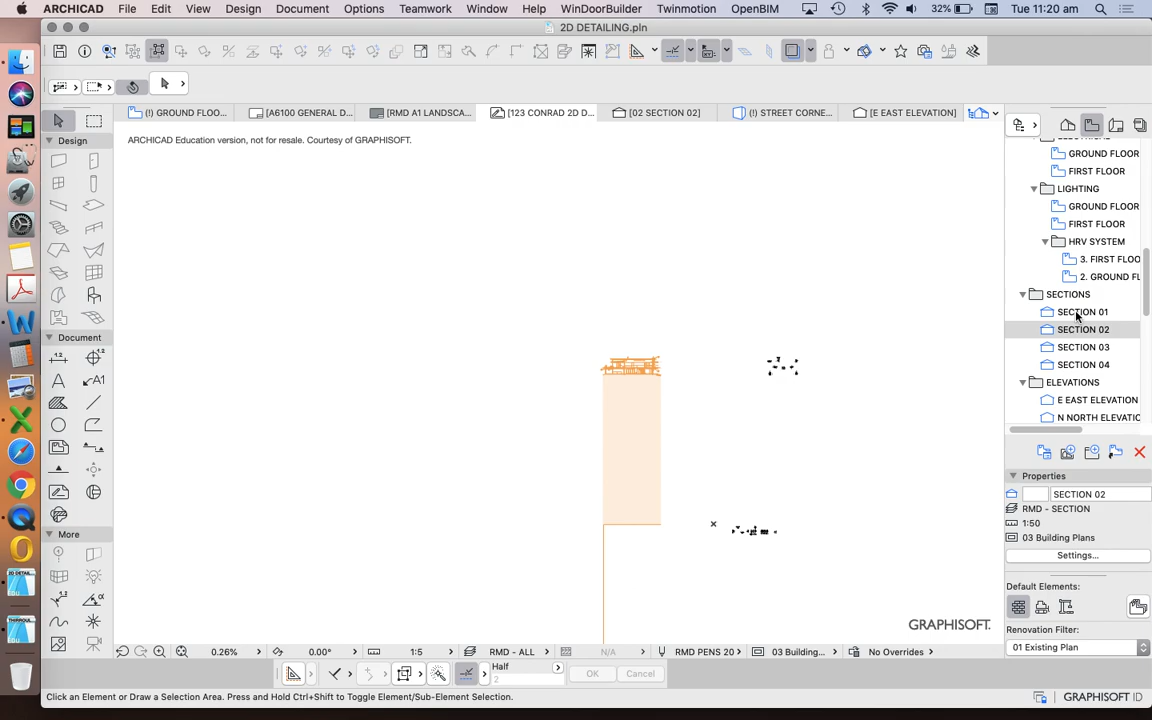 ARCHICAD File Edit View Design Document Options Teamwork Window Help WinDoorBuilder Twinmotion OpenBIM 32% Tue 11:20 am
2D DETAILING.pln
(!) GROUND FLOO... [A6100 GENERAL D... [RMD A1 LANDSCA... [123 CONRAD 2D D... [02 SECTION 02] (!) STREET CORNE... [E EAST ELEVATION]
ARCHICAD Education version, not for resale. Courtesy of GRAPHISOFT.
Design
Document
1.2
1.2
A1
More
GROUND FLOOR
FIRST FLOOR
LIGHTING
GROUND FLOOR
FIRST FLOOR
HRV SYSTEM
3. FIRST FLOO
2. GROUND FL
SECTIONS
SECTION 01
SECTION 02
SECTION 03
SECTION 04
ELEVATIONS
E EAST ELEVATION
N NORTH ELEVATIO
Properties
SECTION 02
RMD - SECTION
1:50
03 Building Plans
Settings...
Default Elements:
Renovation Filter:
01 Existing Plan
GRAPHISOFT.
0.26% 0.00° 1:5 RMD - ALL N/A RMD PENS 20 03 Building... No Overrides
Half
2
OK Cancel
Click an Element or Draw a Selection Area. Press and Hold Ctrl+Shift to Toggle Element/Sub-Element Selection.
GRAPHISOFT ID